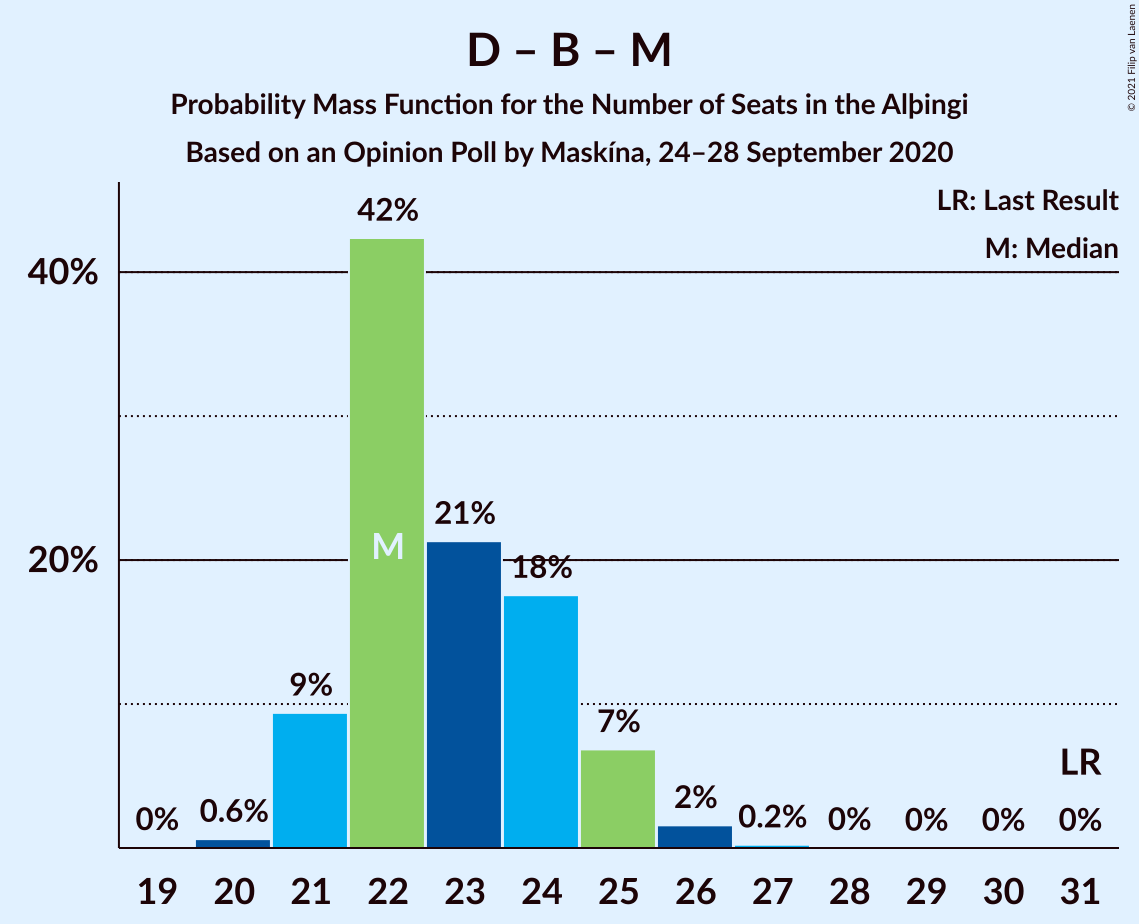 D – B – M
Probability Mass Function for the Number of Seats in the Alþingi
Based on an Opinion Poll by Maskína, 24–28 September 2020
© 2021 Filip van Laenen
LR: Last Result
M: Median
42%
40%
21%
M
20%
18%
9%
7%
LR
0%
0.6%
2%
0.2%
0%
0%
0%
0%
19 20 21 22 23 24 25 26 27 28 29 30 31